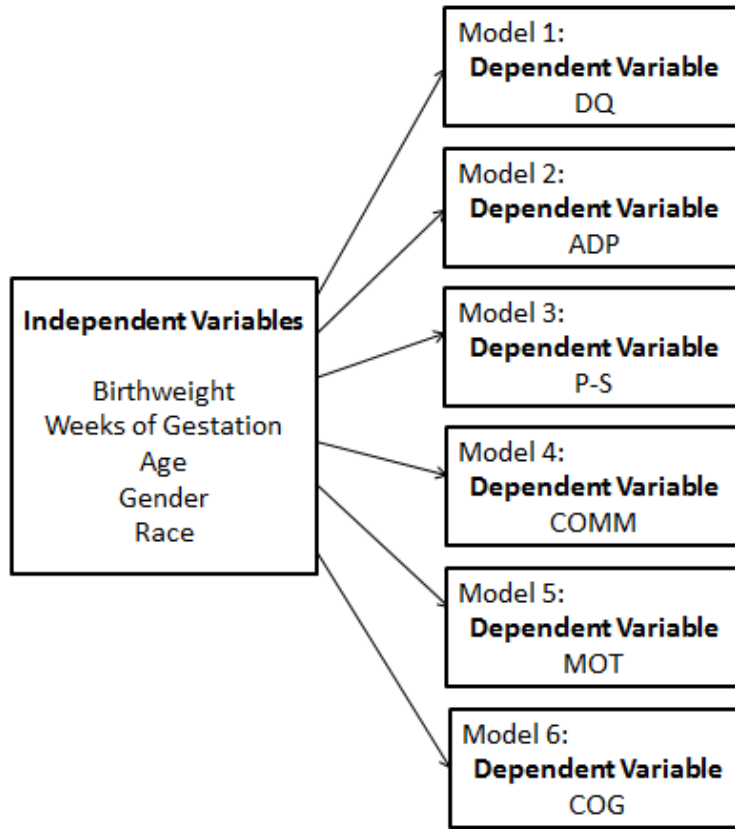 Independent Variables
Birthweight
Weeks of Gestation
Age
Gender
Race
Model 1:
Dependent Variable
DQ
Model 2:
Dependent Variable
ADP
Model 3:
Dependent Variable
P-S
Model 4:
Dependent Variable
COMM
Model 5:
Dependent Variable
MOT
Model 6:
Dependent Variable
COG